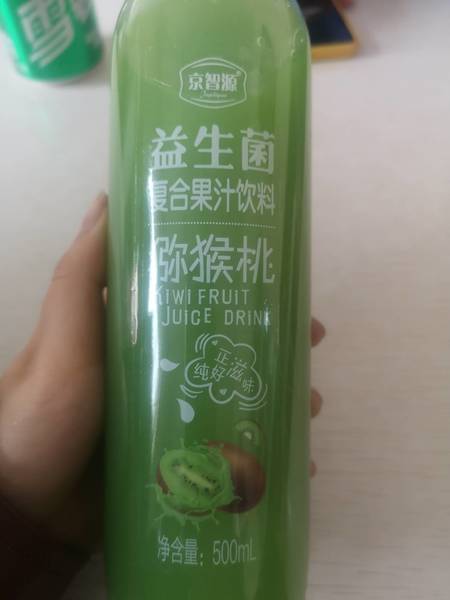 雪
京智源
益生菌
复合果汁饮料
猕猴桃
KIWI FRUIT
JUICE DRINK
正滋味
纯好
净含量：500mL